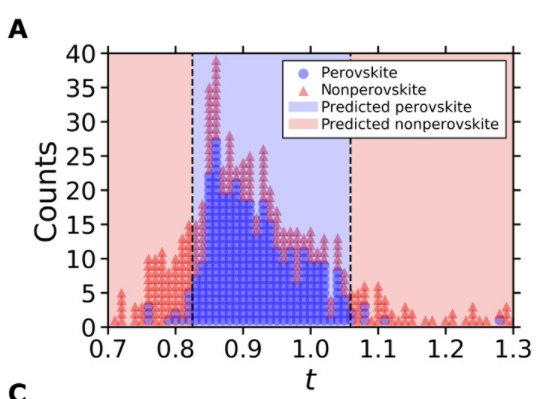 A
40
35
30
25
20
15
10
5
0
Counts
Perovskite
Nonperovskite
Predicted perovskite
Predicted nonperovskite
0.7 0.8 0.9 1.0 1.1 1.2 1.3
t
C